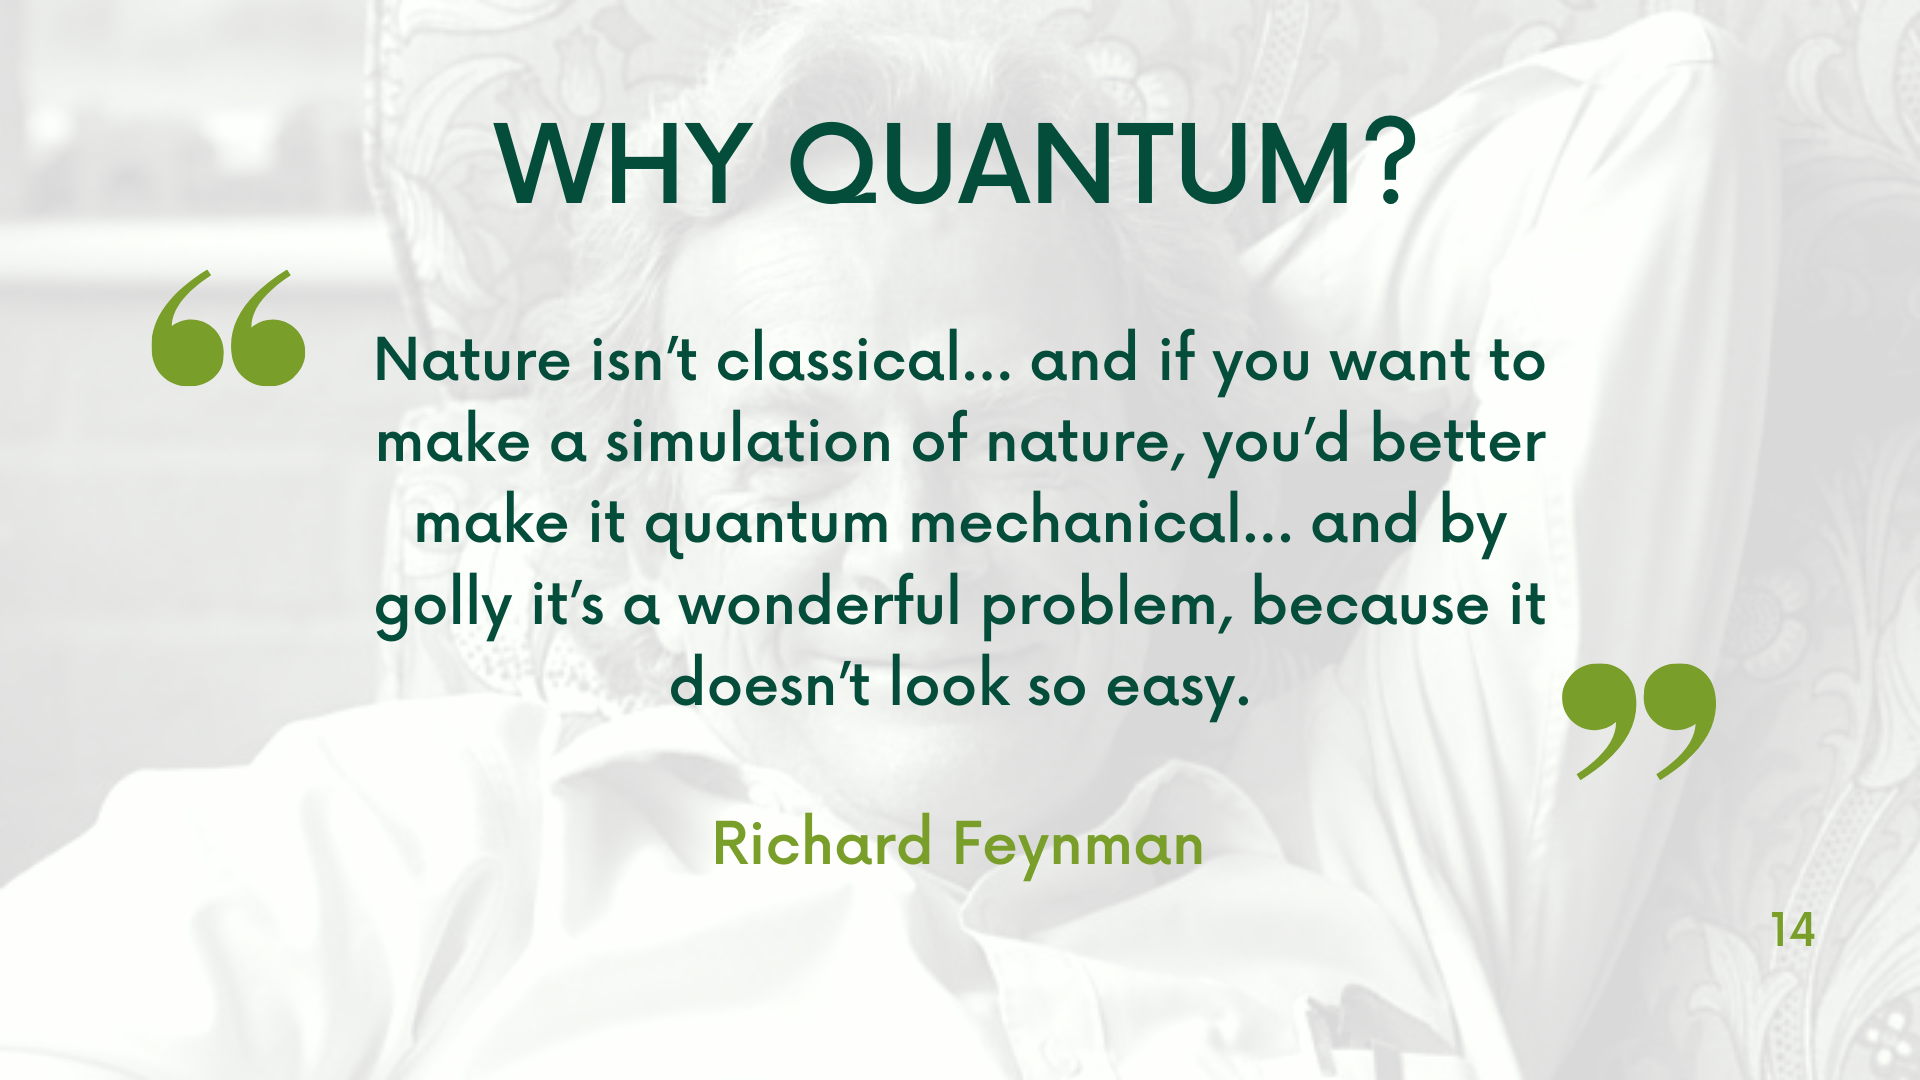 WHY QUANTUM?
“
Nature isn’t classical... and if you want to
make a simulation of nature, you’d better
make it quantum mechanical... and by
golly it’s a wonderful problem, because it
doesn’t look so easy.
”
Richard Feynman
14